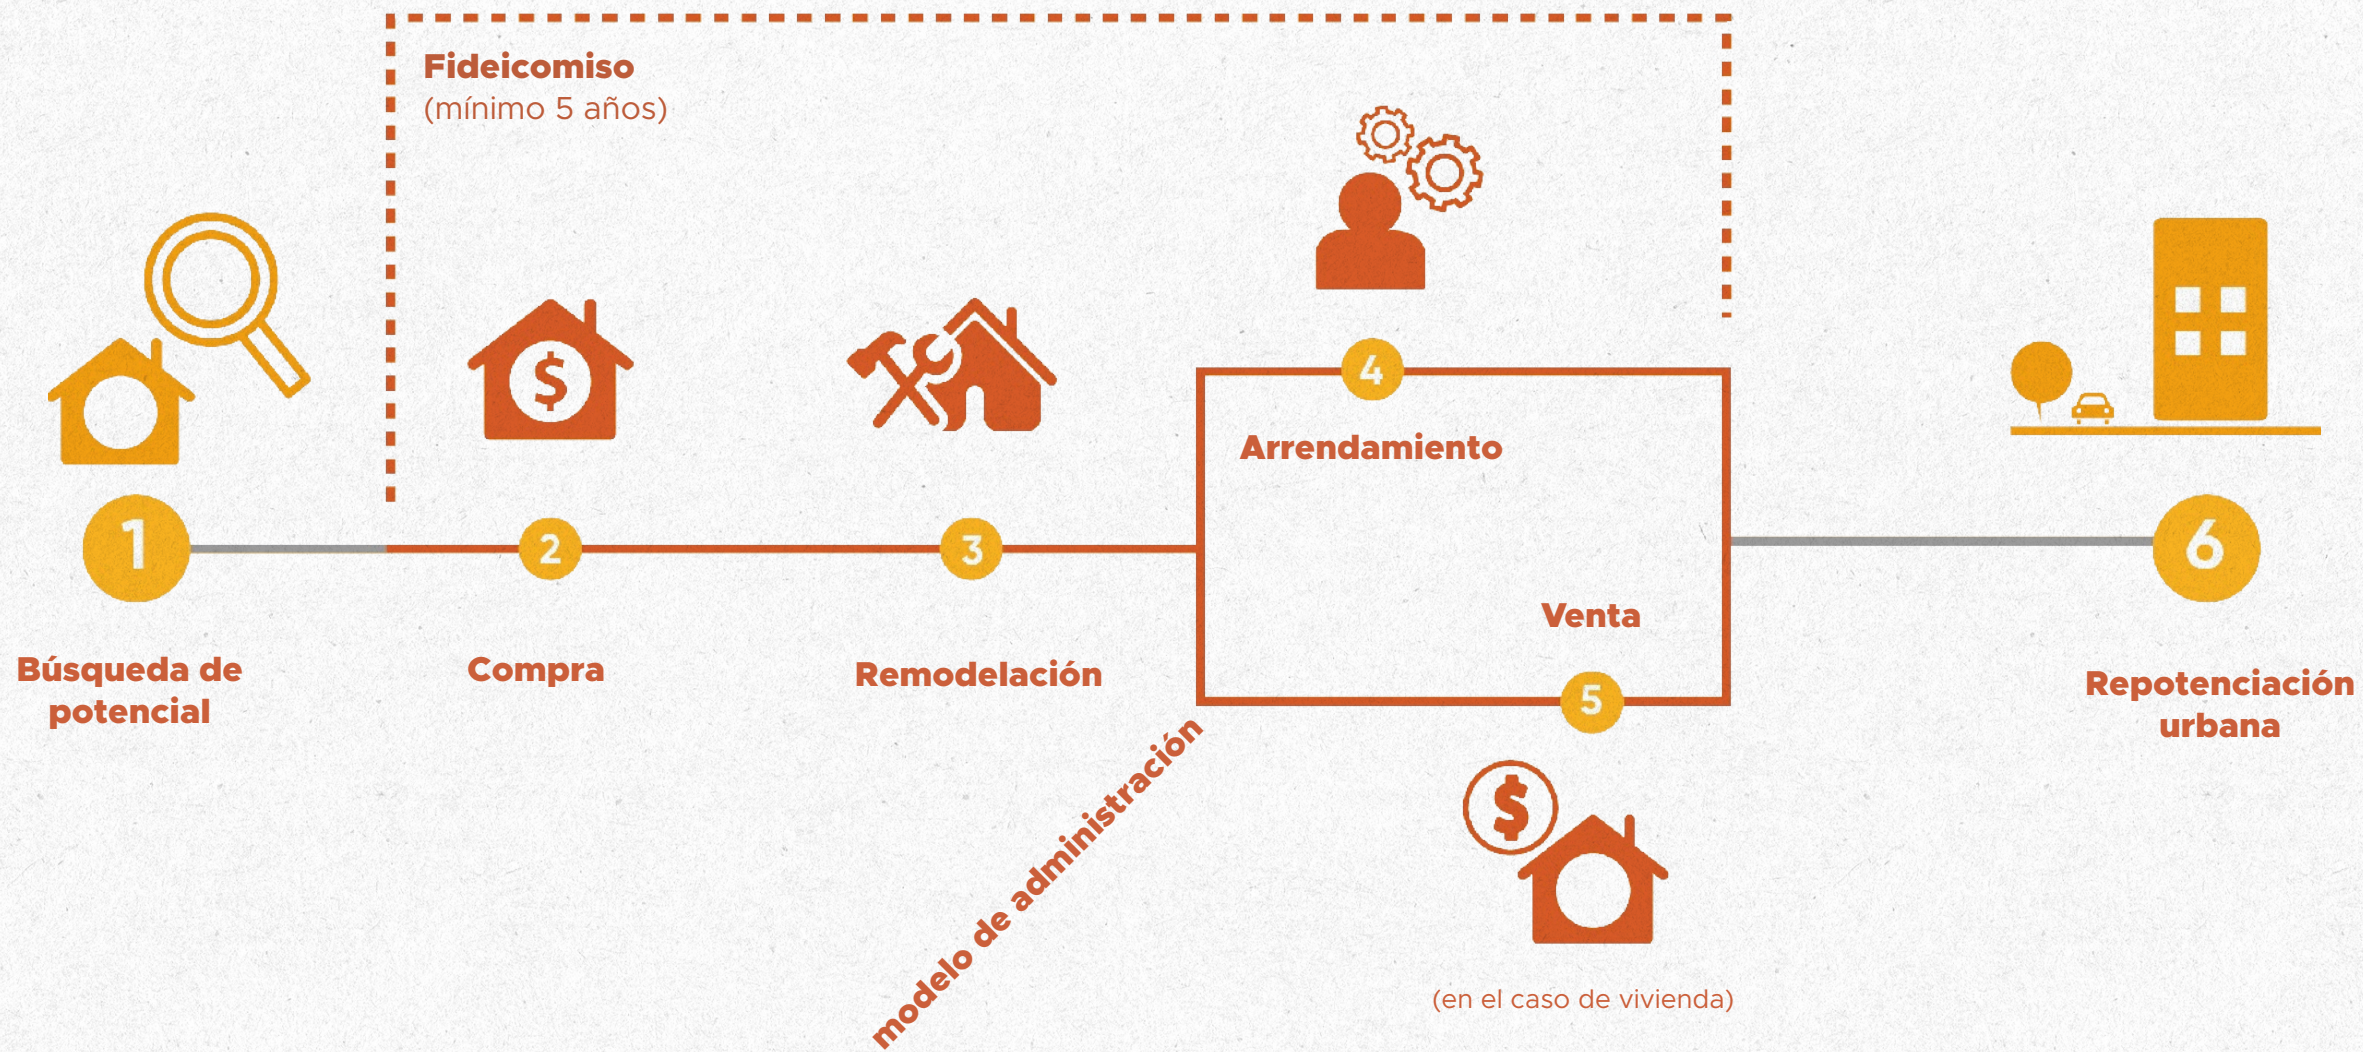 Fideicomiso
(mínimo 5 años)
1
Búsqueda de
potencial
$
2
Compra
3
Remodelación
4
Arrendamiento
Venta
5
$
(en el caso de vivienda)
modelo de administración
6
Repotenciación
urbana